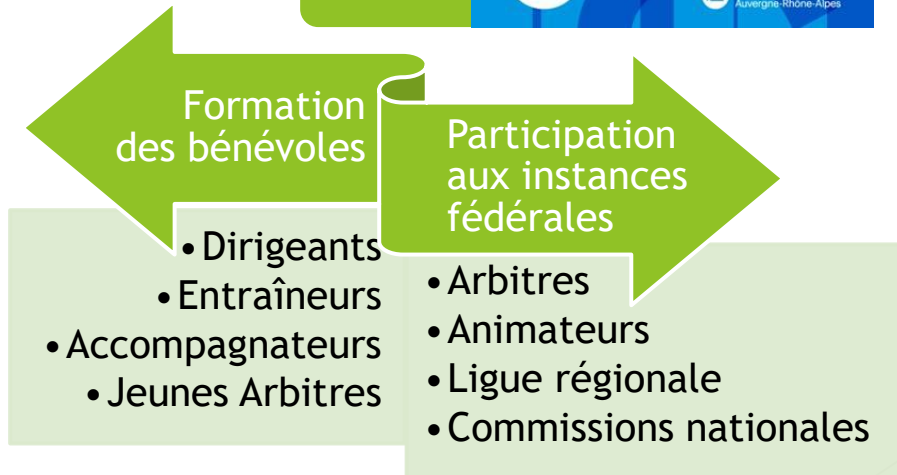 Auvergne-Rhône-Alpes
Formation
des bénévoles
• Dirigeants
• Entraîneurs
• Accompagnateurs
• Jeunes Arbitres
Participation
aux instances
fédérales
• Arbitres
• Animateurs
• Ligue régionale
• Commissions nationales